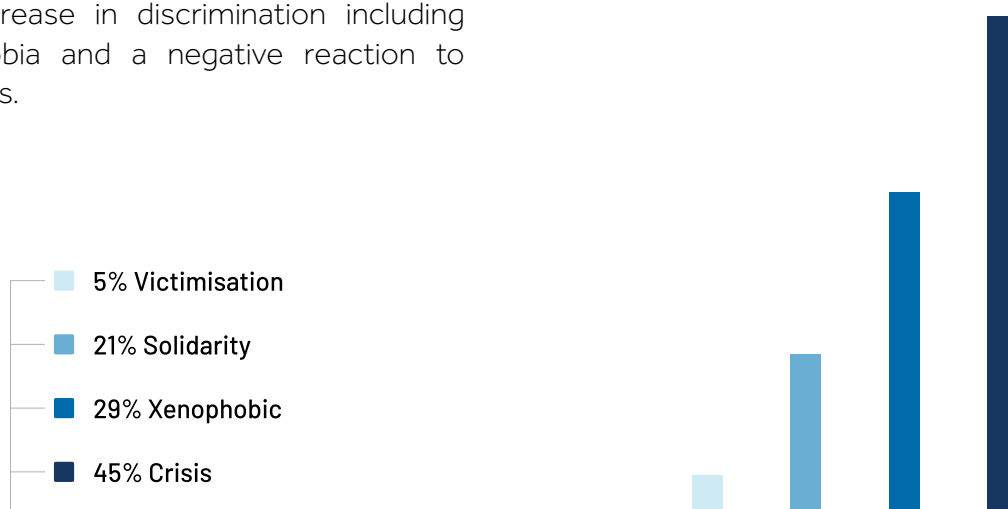 rease in discrimination including
bia and a negative reaction to
s.
5% Victimisation
21% Solidarity
29% Xenophobic
45% Crisis